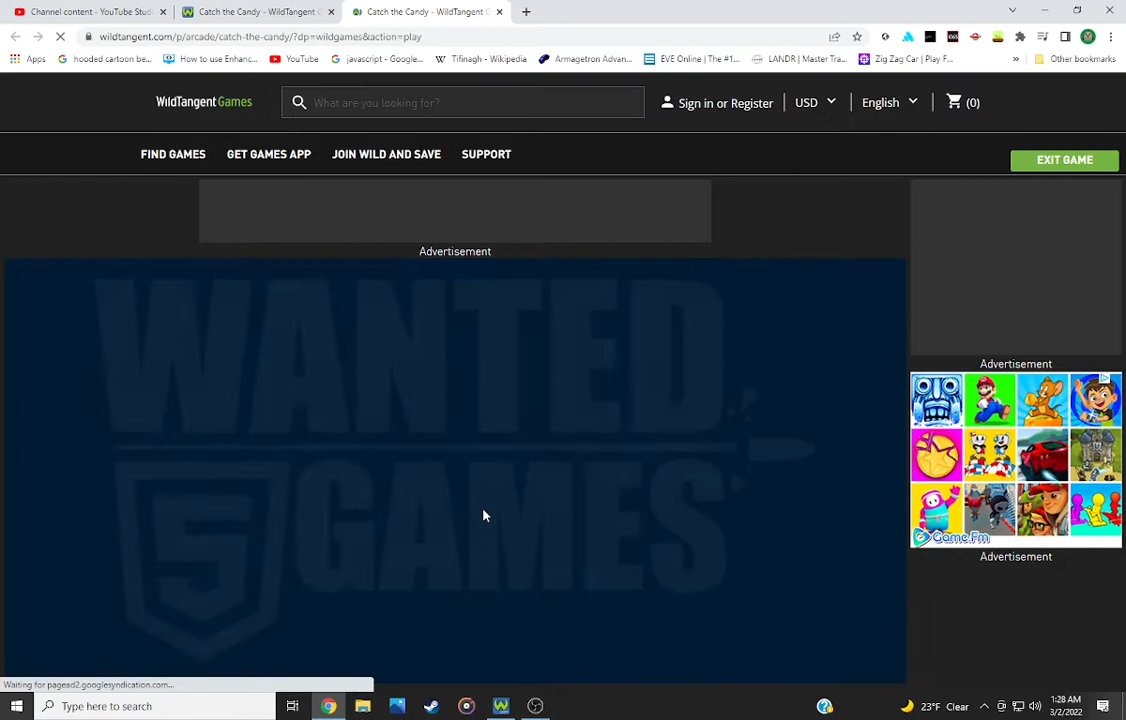 Channel content - YouTube Studi
Catch the Candy - WildTangent G
Catch the Candy - WildTangent G
wildtangent.com/p/arcade/catch-the-candy/?dp=wildgames&action=play
Apps
hooded cartoon be...
How to use Enhanc...
YouTube
javascript - Google...
Tifinagh - Wikipedia
Armagetron Advan...
EVE Online | The #1...
LANDR | Master Tra...
Zig Zag Car | Play F...
»
Other bookmarks
WildTangent Games
What are you looking for?
Sign in or Register
USD
English
(0)
FIND GAMES
GET GAMES APP
JOIN WILD AND SAVE
SUPPORT
EXIT GAME
Advertisement
Advertisement
WANTED
5 GAMES
Game.Fm
Advertisement
Waiting for pagead2.googlesyndication.com...
Type here to search
23°F Clear
1:28 AM
3/2/2022